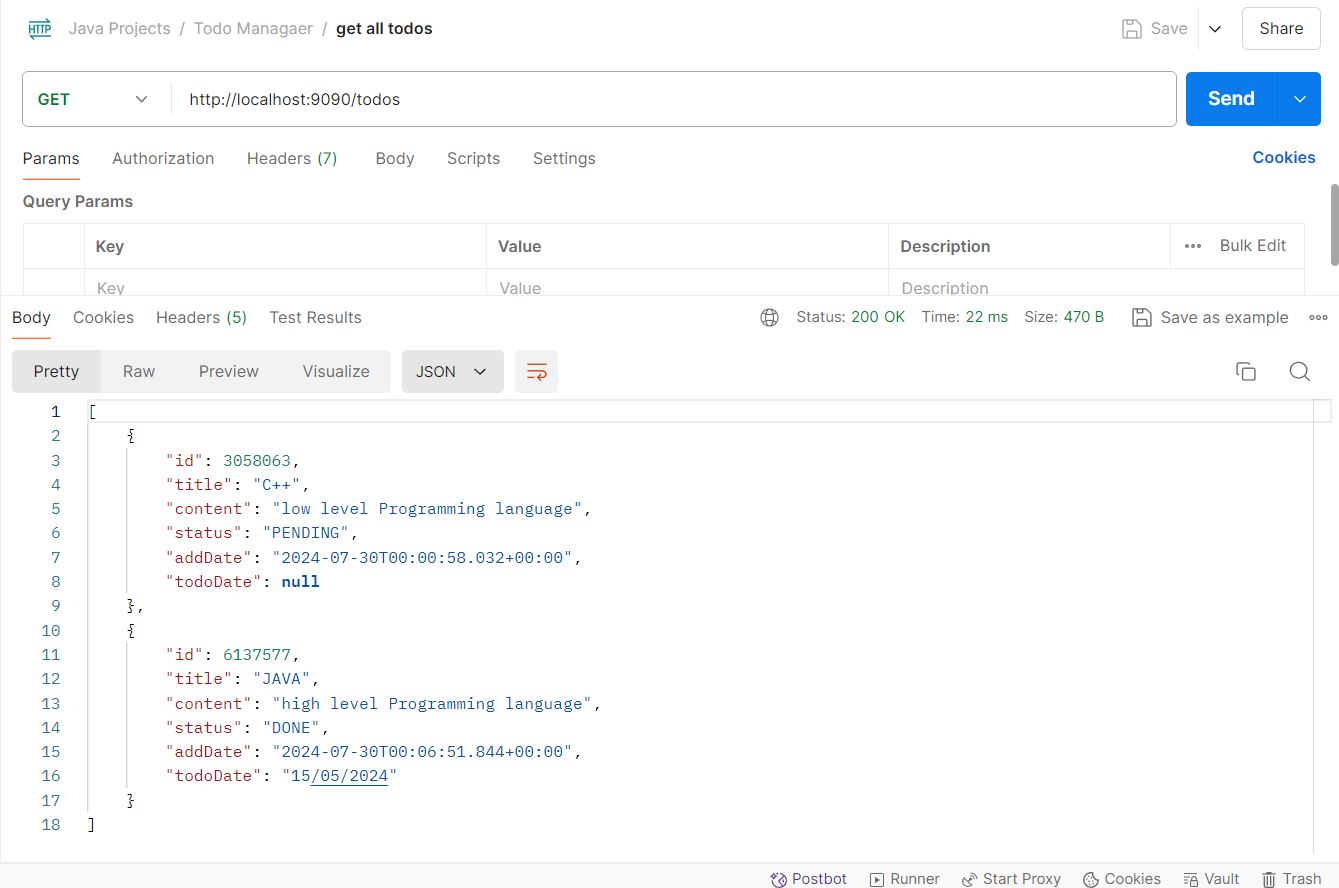 HTTP Java Projects / Todo Managaer / get all todos Save Share
GET http://localhost:9090/todos Send
Params Authorization Headers (7) Body Scripts Settings Cookies
Query Params
Key Value Description ••• Bulk Edit
Key Value Description
Body Cookies Headers (5) Test Results Status: 200 OK Time: 22 ms Size: 470 B Save as example
Pretty Raw Preview Visualize JSON
1 [
2 {
3 "id": 3058063,
4 "title": "C++",
5 "content": "low level Programming language",
6 "status": "PENDING",
7 "addDate": "2024-07-30T00:00:58.032+00:00",
8 "todoDate": null
9 },
10 {
11 "id": 6137577,
12 "title": "JAVA",
13 "content": "high level Programming language",
14 "status": "DONE",
15 "addDate": "2024-07-30T00:06:51.844+00:00",
16 "todoDate": "15/05/2024"
17 }
18 ]
Postbot Runner Start Proxy Cookies Vault Trash